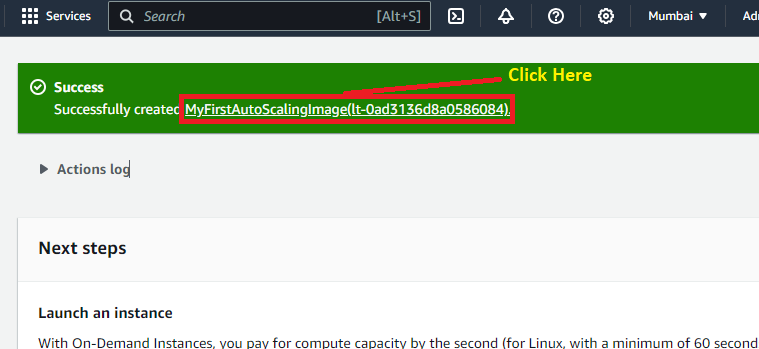 Services
Search
[Alt+S]
Mumbai
Click Here
Success
Successfully created MyFirstAutoScalingImage(lt-0ad3136d8a0586084).
Actions log
Next steps
Launch an instance
With On-Demand Instances, you pay for compute capacity by the second (for Linux, with a minimum of 60 second